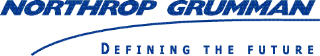 NORTHROP GRUMMAN
DEFINING THE FUTURE